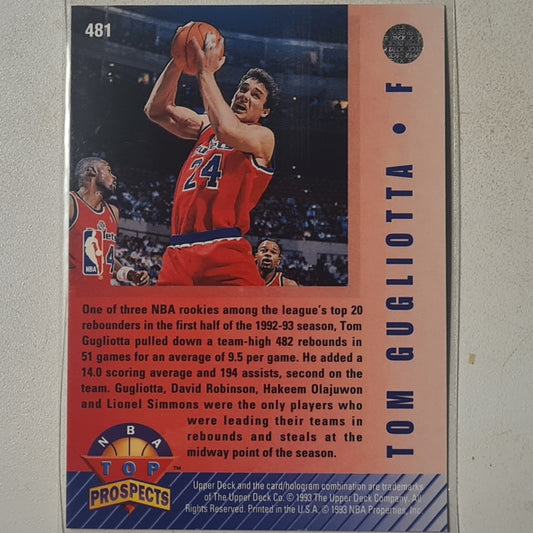 481
TOM GUGLIOTTA • F
24
4
NBA
One of three NBA rookies among the league's top 20
rebounders in the first half of the 1992-93 season, Tom
Gugliotta pulled down a team-high 482 rebounds in
51 games for an average of 9.5 per game. He added a
14.0 scoring average and 194 assists, second on the
team. Gugliotta, David Robinson, Hakeem Olajuwon
and Lionel Simmons were the only players who
were leading their teams in
rebounds and steals at the
midway point of the season.
NBA
TOP
PROSPECTS
™
Upper Deck and the card/hologram combination are trademarks
of The Upper Deck Co. © 1993 The Upper Deck Company. All
Rights Reserved. Printed in the U.S.A. © 1993 NBA Properties, Inc.